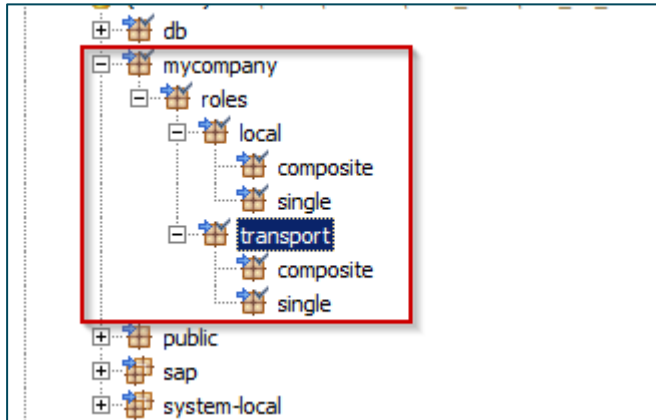 db
mycompany
roles
local
composite
single
transport
composite
single
public
sap
system-local